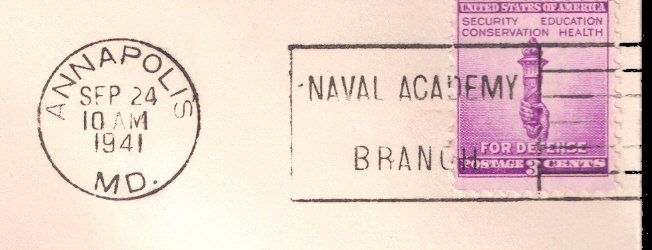 ANNAPOLIS
SEP 24
10 AM
1941
MD.
NAVAL ACADEMY
BRANCH
UNITED STATES OF AMERICA
SECURITY EDUCATION
CONSERVATION HEALTH
FOR DEFENSE
POSTAGE 3 CENTS